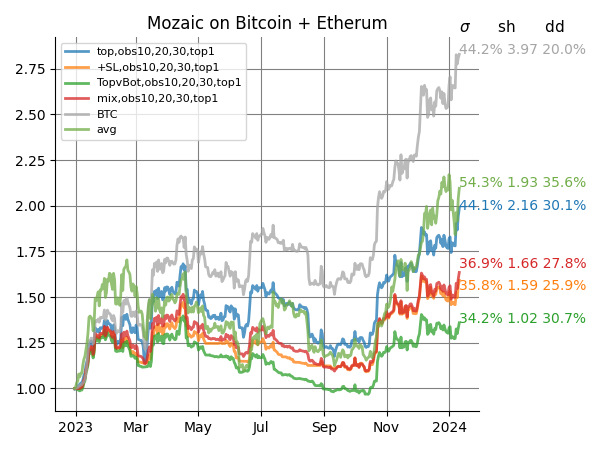 Mozaic on Bitcoin + Etherum
σ sh dd
top,obs10,20,30,top1
+SL,obs10,20,30,top1
TopvBot,obs10,20,30,top1
mix,obs10,20,30,top1
BTC
avg
44.2% 3.97 20.0%
54.3% 1.93 35.6%
44.1% 2.16 30.1%
36.9% 1.66 27.8%
35.8% 1.59 25.9%
34.2% 1.02 30.7%
2.75
2.50
2.25
2.00
1.75
1.50
1.25
1.00
2023 Mar May Jul Sep Nov 2024